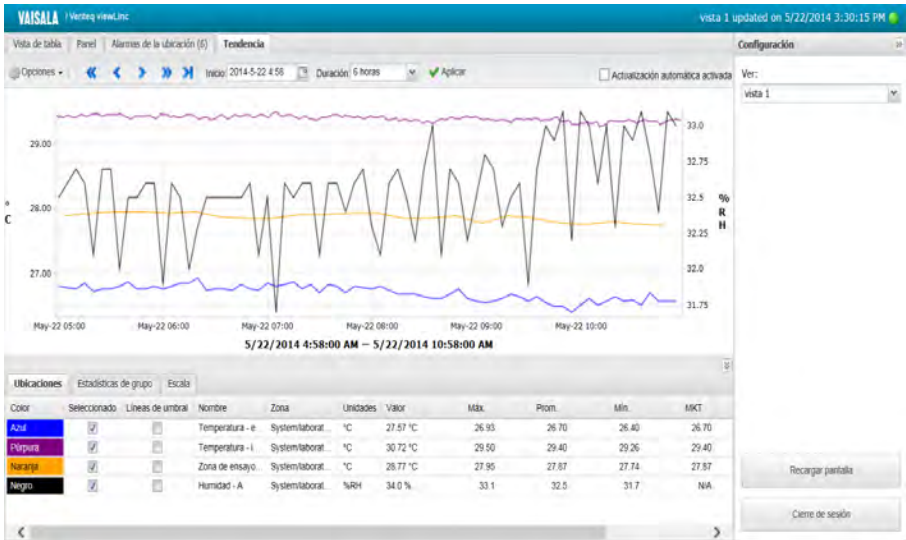 VAISALA / Venteq viewLinc
vista 1 updated on 5/22/2014 3:30:15 PM
Vista de tabla Panel Alarmas de la ubicación (6) Tendencia
Configuración
Opciones Inicio: 2014-5-22 4:56 Duración: 6 horas Aplicar Actualización automática activada
Ver:
vista 1
29.00
28.00
27.00
° C
33.0
32.75
32.5
32.25
32.0
31.75
% R H
May-22 05:00 May-22 06:00 May-22 07:00 May-22 08:00 May-22 09:00 May-22 10:00
5/22/2014 4:58:00 AM — 5/22/2014 10:58:00 AM
Ubicaciones Estadísticas de grupo Escala
Color Seleccionado Líneas de umbral Nombre Zona Unidades Valor Máx. Prom. Mín. MKT
Azul Temperatura - e System/laborat... °C 27.57 °C 26.93 26.70 26.40 26.70
Púrpura Temperatura - i. System/laborat... °C 30.72 °C 29.50 29.40 29.26 29.40
Naranja Zona de ensayo... System/laborat... °C 28.77 °C 27.95 27.87 27.74 27.87
Negro Humidad - A System/laborat... %RH 34.0 % 33.1 32.5 31.7 N/A
Recargar pantalla
Cierre de sesión